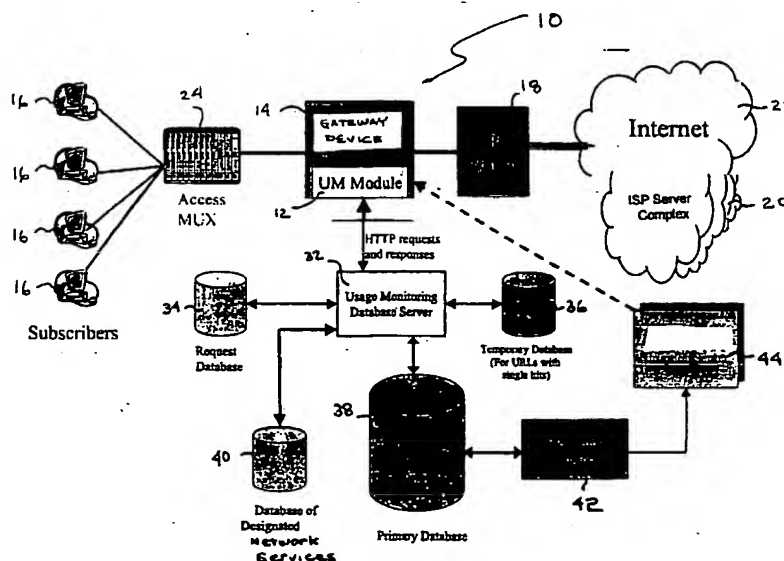 10
16
24
14
GATEWAY
DEVICE
UM Module
12
18
Internet
ISP Server
Complex
20
16
16
16
Subscribers
Access
MUX
HTTP requests
and responses
32
Usage Monitoring
Database Server
34
Request
Database
36
Temporary Database
(For URLs with
single hits)
44
38
40
Database of
Designated
Network
Services
Primary Database
42